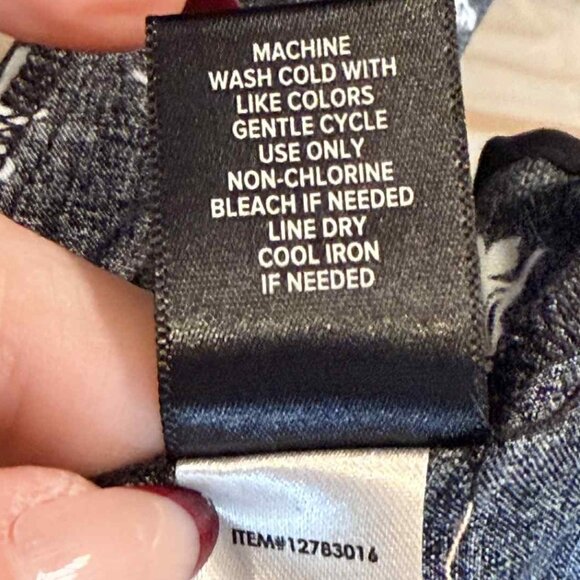 MACHINE
WASH COLD WITH
LIKE COLORS
GENTLE CYCLE
USE ONLY
NON-CHLORINE
BLEACH IF NEEDED
LINE DRY
COOL IRON
IF NEEDED
ITEM#127B3016